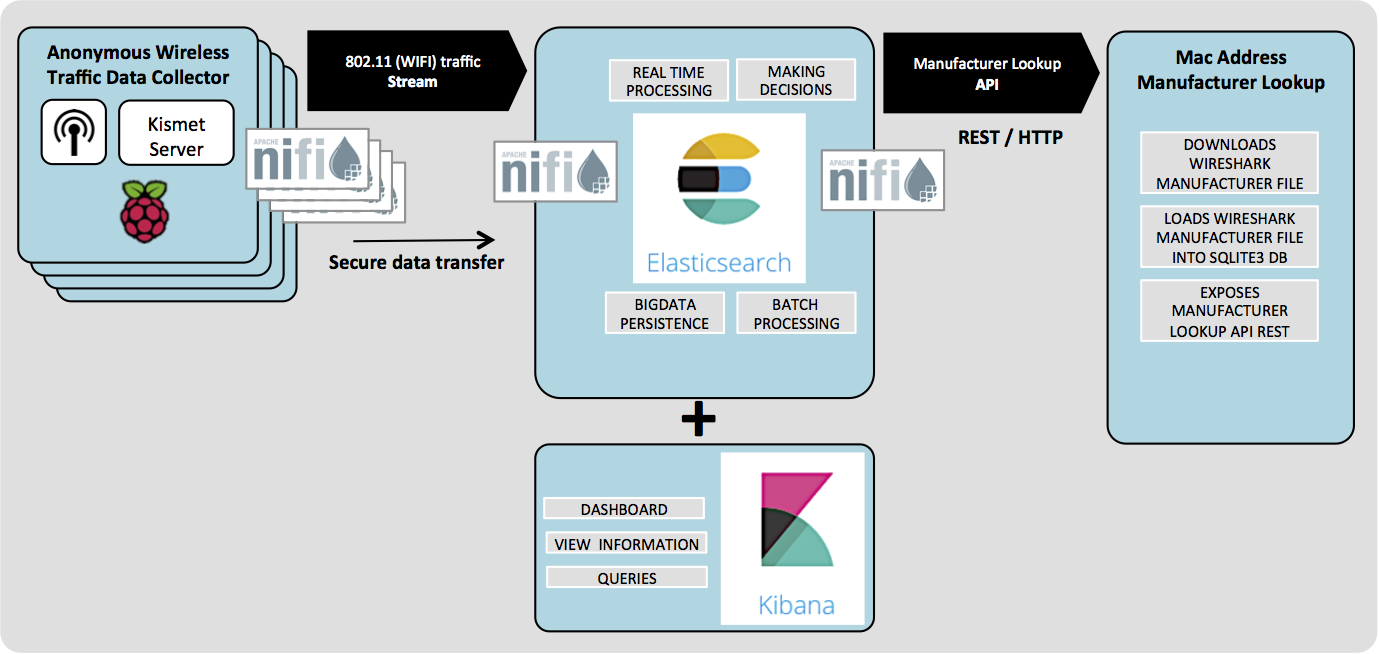 Anonymous Wireless
Traffic Data Collector
Kismet
Server
APACHE
nifi
802.11 (WIFI) traffic
Stream
Secure data transfer
APACHE
nifi
REAL TIME
PROCESSING
MAKING
DECISIONS
Elasticsearch
BIGDATA
PERSISTENCE
BATCH
PROCESSING
APACHE
nifi
Manufacturer Lookup
API
REST / HTTP
Mac Address
Manufacturer Lookup
DOWNLOADS
WIRESHARK
MANUFACTURER FILE
LOADS WIRESHARK
MANUFACTURER FILE
INTO SQLITE3 DB
EXPOSES
MANUFACTURER
LOOKUP API REST
+
DASHBOARD
VIEW INFORMATION
QUERIES
Kibana